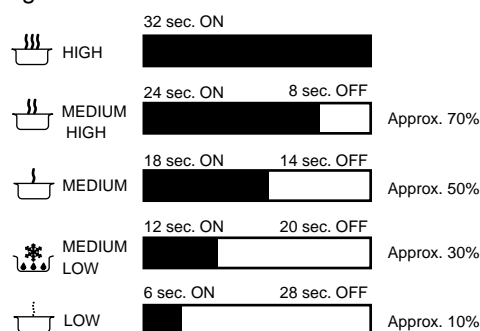 32 sec. ON
HIGH
24 sec. ON 8 sec. OFF
MEDIUM
HIGH
Approx. 70%
18 sec. ON 14 sec. OFF
MEDIUM
Approx. 50%
12 sec. ON 20 sec. OFF
MEDIUM
LOW
Approx. 30%
6 sec. ON 28 sec. OFF
LOW
Approx. 10%